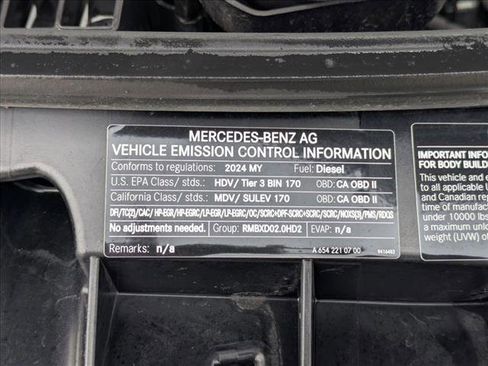 MERCEDES-BENZ AG
VEHICLE EMISSION CONTROL INFORMATION
Conforms to regulations: 2024 MY Fuel: Diesel
U.S. EPA Class/ stds.: HDV/ Tier 3 BIN 170 OBD: CA OBD II
California Class/ stds.: MDV/ SULEV 170 OBD: CA OBD II
DFI/TC(2)/CAC/ HP-EGR/HP-EGRC/LP-EGR/LP-EGRC/OC/SCRC+DPF-SCRC+SCRC/SCRC/NOXS(3)/PMS/RDQS
No adjustments needed. Group: RMBXD02.0HD2 EVAP: n/a
Remarks: n/a A 654 221 07 00
IMPORTANT INFO
FOR BODY BUILD
This vehicle has
to all applicable U
and Canadian reg
time of manufact
under 10000 lbs
a maximum unlo
weight (UVW) of